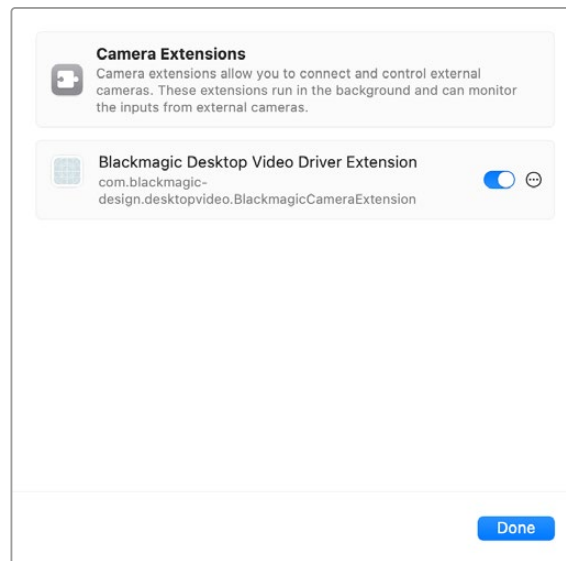 Camera Extensions
Camera extensions allow you to connect and control external
cameras. These extensions run in the background and can monitor
the inputs from external cameras.
Blackmagic Desktop Video Driver Extension
com.blackmagic-
design.desktopvideo.BlackmagicCameraExtension
Done